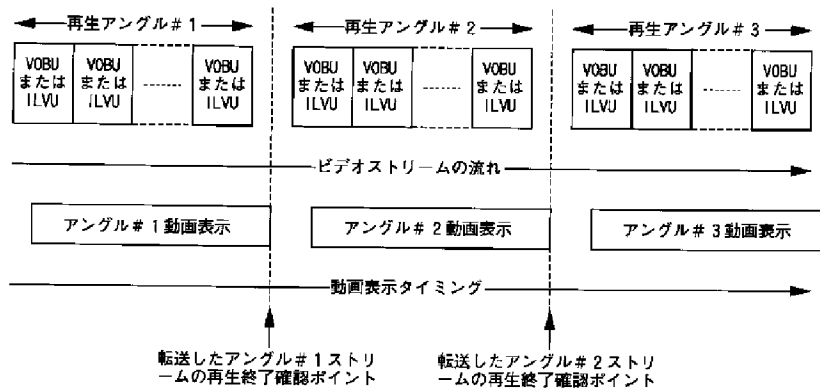 再生アングル＃1
再生アングル＃2
再生アングル＃3
VOBU
または
ILVU
VOBU
または
ILVU
VOBU
または
ILVU
VOBU
または
ILVU
VOBU
または
ILVU
VOBU
または
ILVU
VOBU
または
ILVU
VOBU
または
ILVU
VOBU
または
ILVU
ビデオストリームの流れ
アングル＃1動画表示
アングル＃2動画表示
アングル＃3動画表示
動画表示タイミング
転送したアングル＃1ストリ
ームの再生終了確認ポイント
転送したアングル＃2ストリ
ームの再生終了確認ポイント